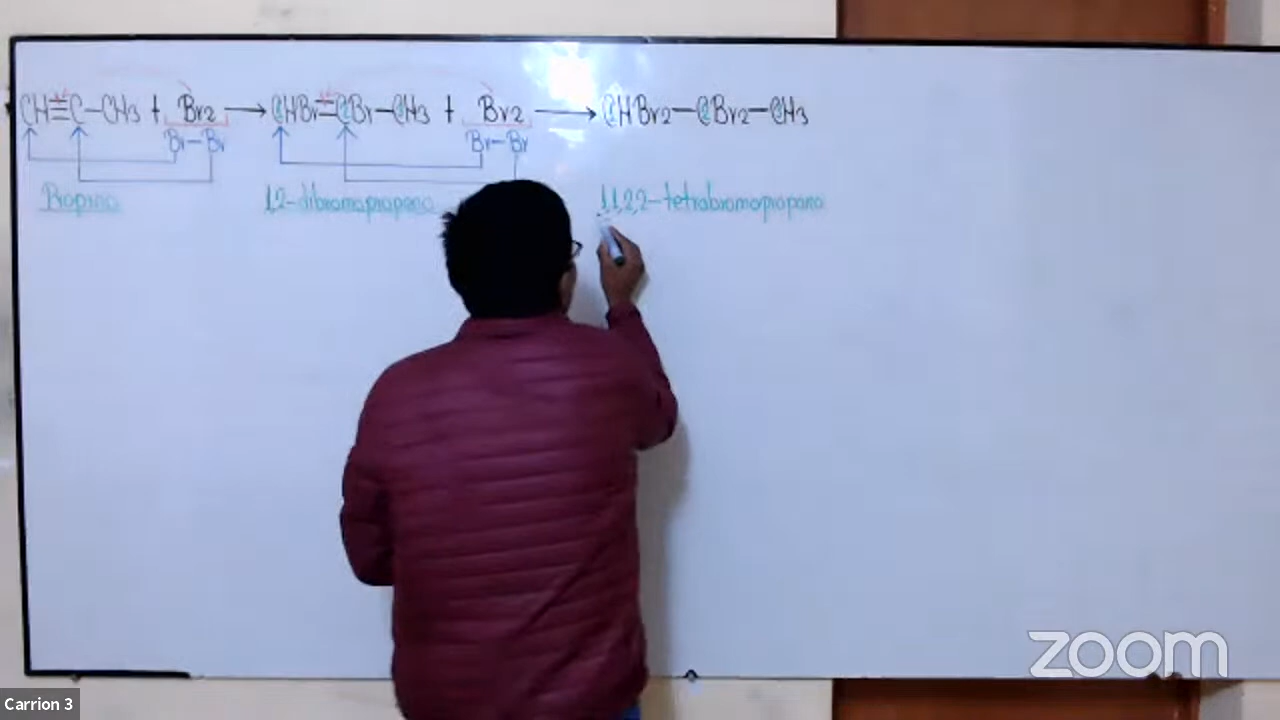 CH≡C-CH3 + Br2 → CHBr=CBr-CH3 + Br2 → CHBr2-CBr2-CH3
Br-Br Br-Br
Propino 1,2-dibromopropeno 1,1,2,2-tetrabromopropano
zoom
Carrion 3